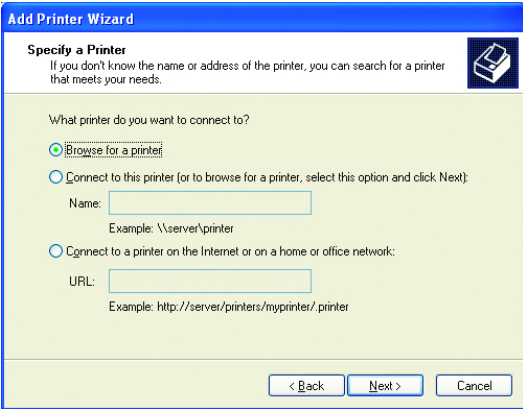 Add Printer Wizard
Specify a Printer
If you don't know the name or address of the printer, you can search for a printer
that meets your needs.
What printer do you want to connect to?
Browse for a printer
Connect to this printer (or to browse for a printer, select this option and click Next):
Name:
Example: \\server\printer
Connect to a printer on the Internet or on a home or office network:
URL:
Example: http://server/printers/myprinter/.printer
< Back
Next >
Cancel